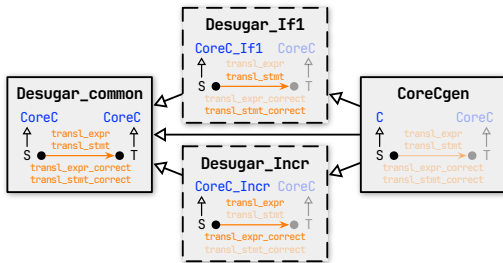 Desugar_If1
CoreC_If1 CoreC
transl_expr
transl_stmt
S T
transl_expr_correct
transl_stmt_correct
Desugar_common
CoreC CoreC
transl_expr
transl_stmt
S T
transl_expr_correct
transl_stmt_correct
CoreCgen
C CoreC
transl_expr
transl_stmt
S T
transl_expr_correct
transl_stmt_correct
Desugar_Incr
CoreC_Incr CoreC
transl_expr
transl_stmt
S T
transl_expr_correct
transl_stmt_correct